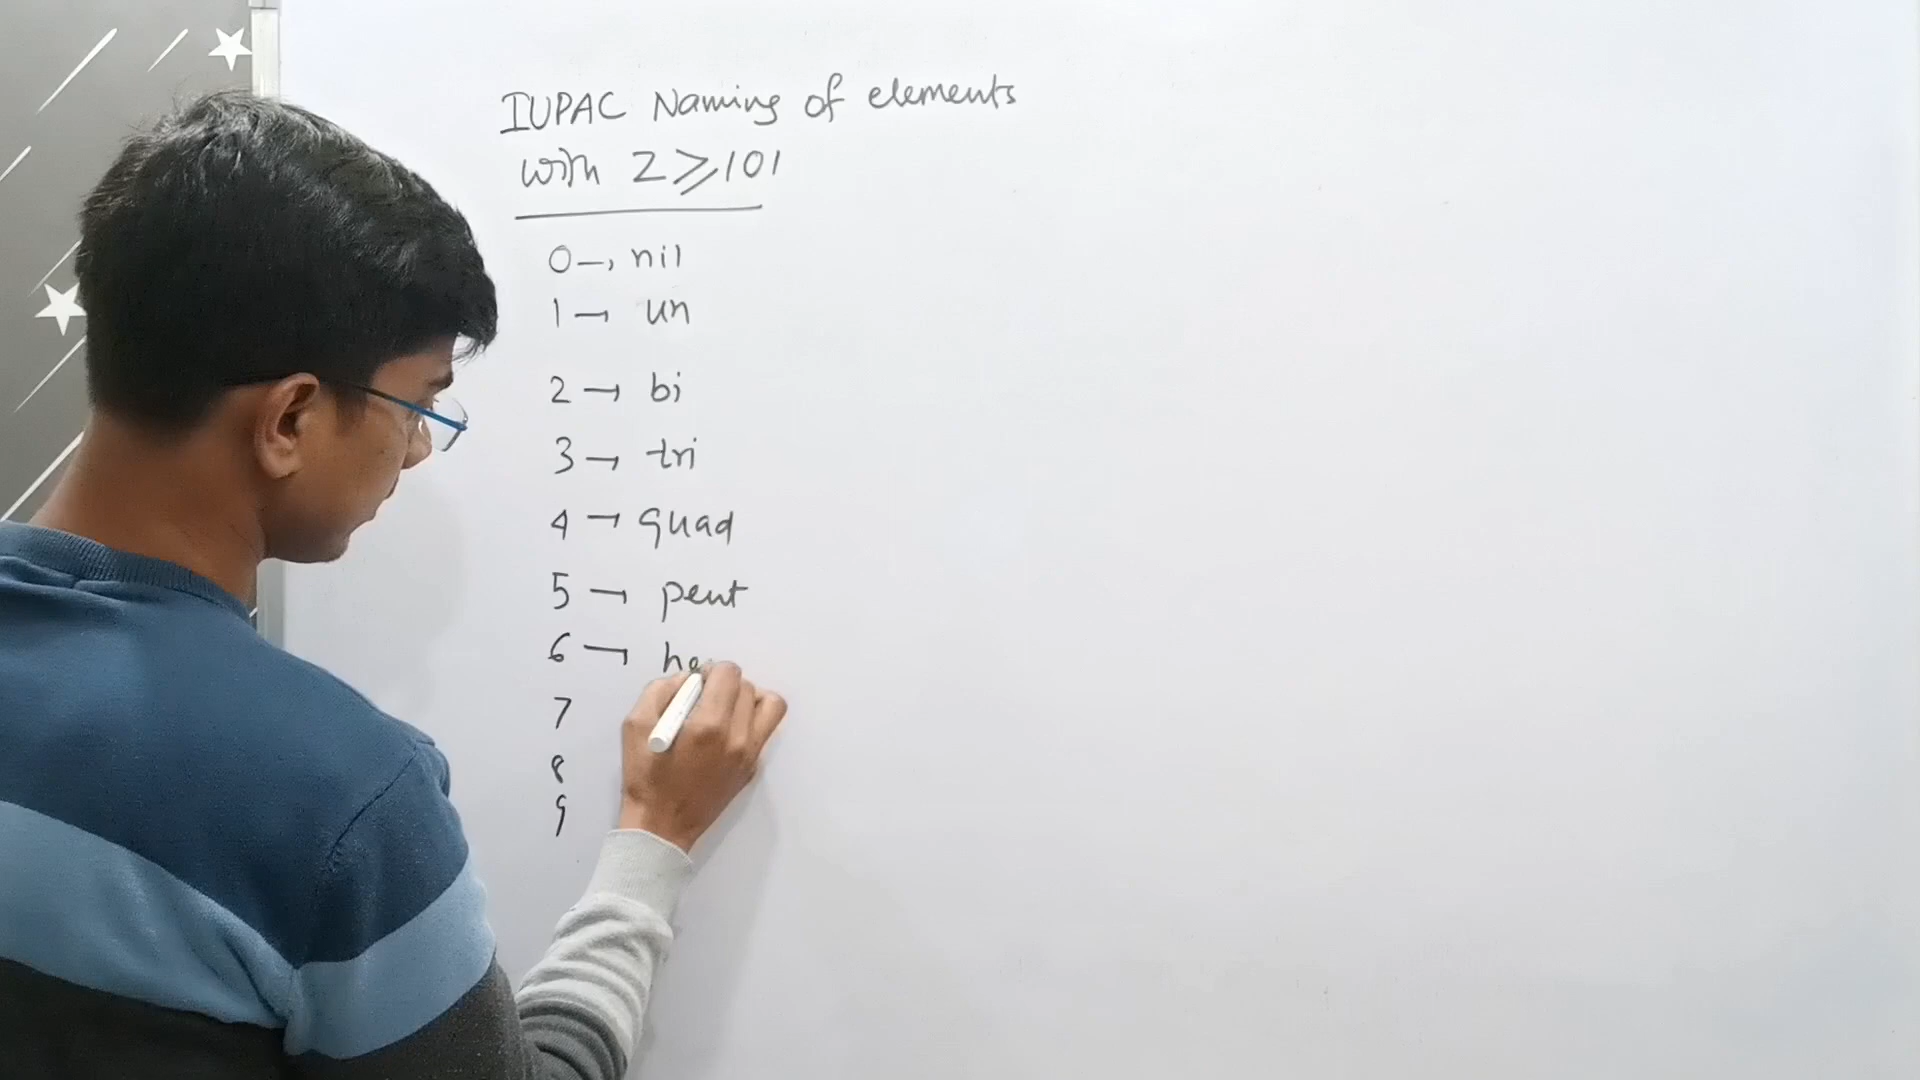 IUPAC Naming of elements
with Z ≥ 101
0 → nil
1 → un
2 → bi
3 → tri
4 → quad
5 → pent
6 → he
7
8
9